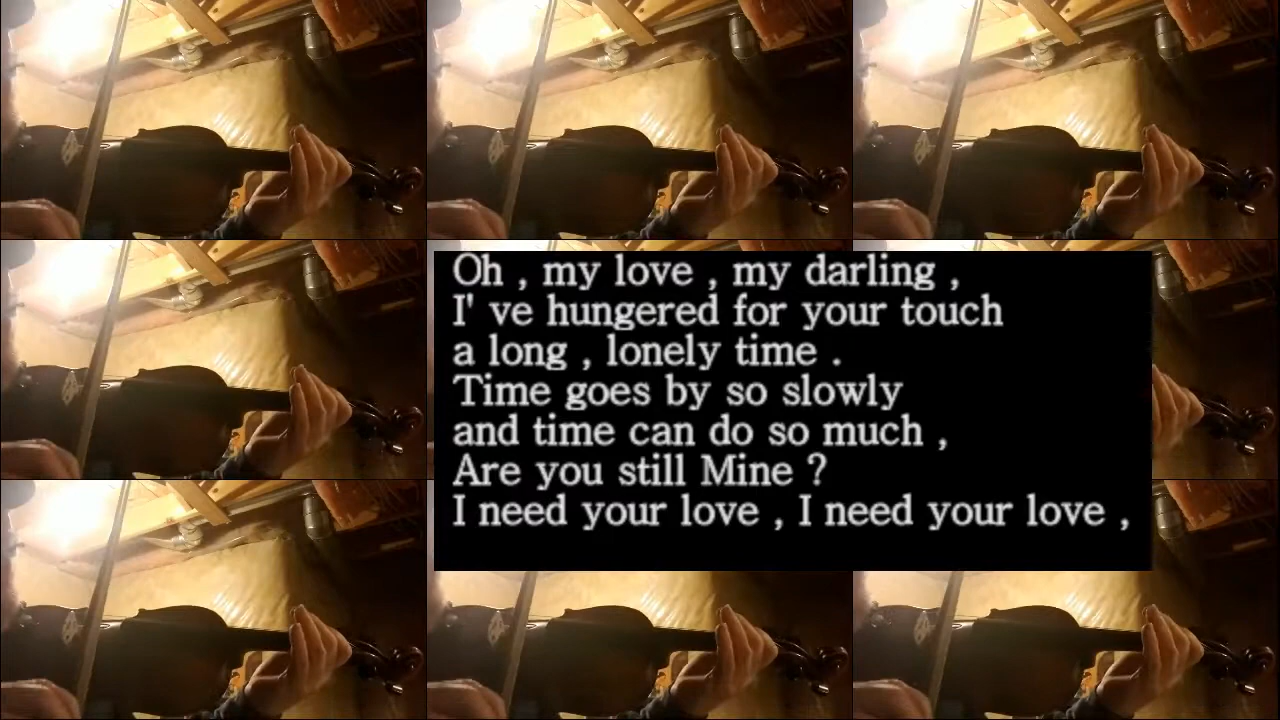 Oh , my love , my darling ,
I' ve hungered for your touch
a long , lonely time .
Time goes by so slowly
and time can do so much ,
Are you still Mine ?
I need your love , I need your love ,